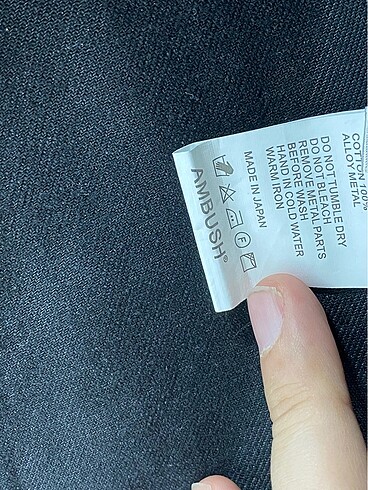 COTTON 100%
ALLOY METAL
DO NOT TUMBLE DRY
DO NOT BLEACH
REMOVE METAL PARTS
BEFORE WASH
HAND IN COLD WATER
WARM IRON
MADE IN JAPAN
F
AMBUSH®